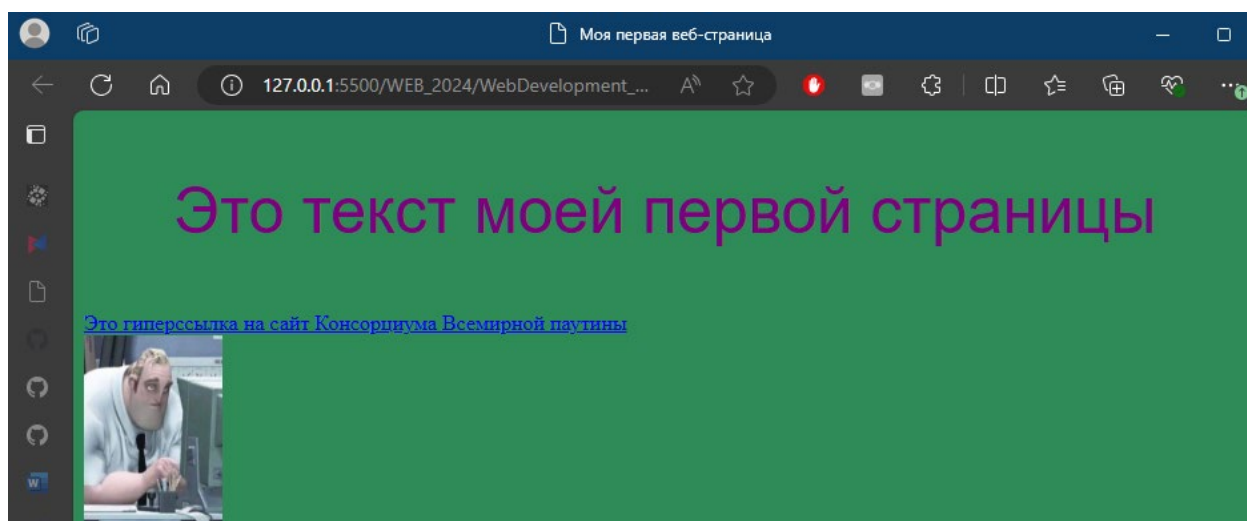 Моя первая веб-страница
127.0.0.1:5500/WEB_2024/WebDevelopment_...
Это текст моей первой страницы
Это гиперссылка на сайт Консорциума Всемирной паутины